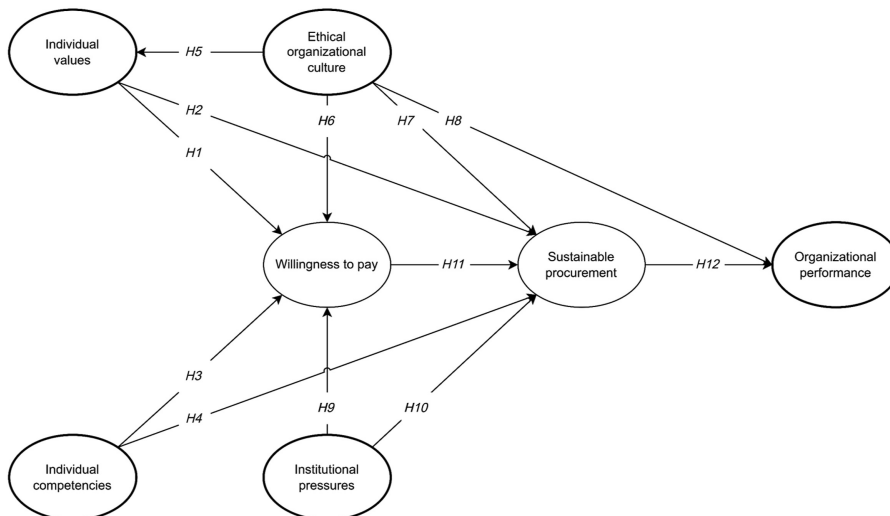 Individual
values
H5
Ethical
organizational
culture
H2
H6
H7
H8
H1
Willingness to pay
H11
Sustainable
procurement
H12
Organizational
performance
H3
H4
H9
H10
Individual
competencies
Institutional
pressures